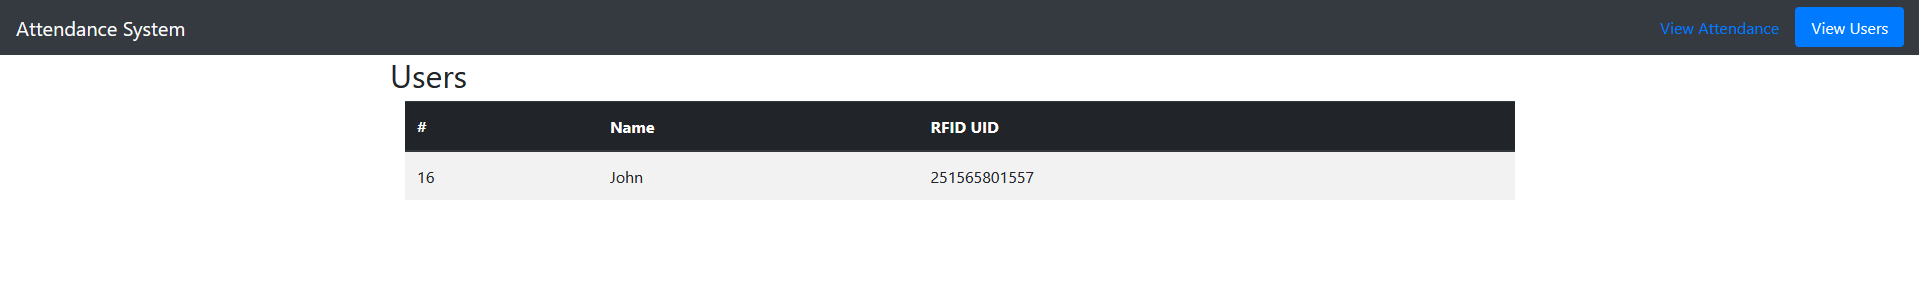 Attendance System View Attendance View Users
Users
# Name RFID UID
16 John 251565801557